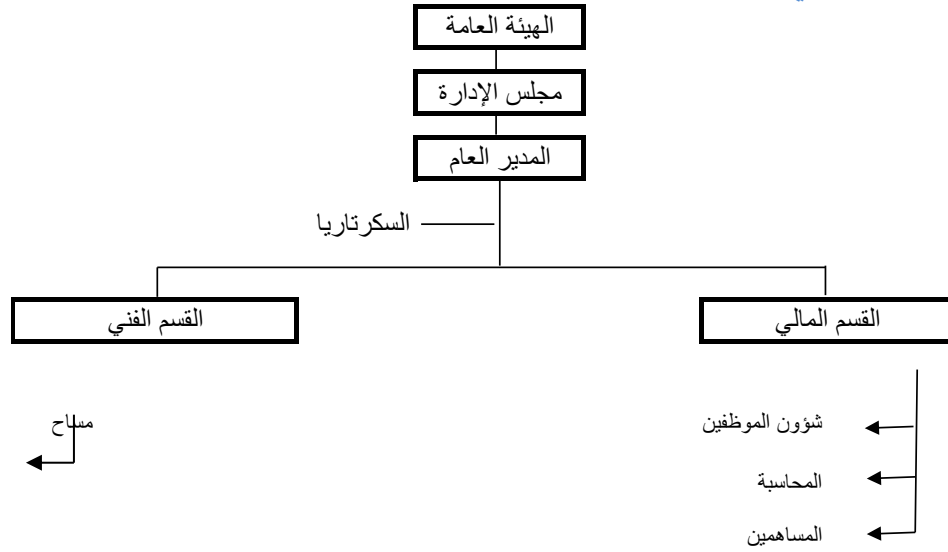 الهيئة العامة
مجلس الإدارة
المدير العام
السكرتاريا
القسم المالي
القسم الفني
شؤون الموظفين
المحاسبة
المساهمين
مساح